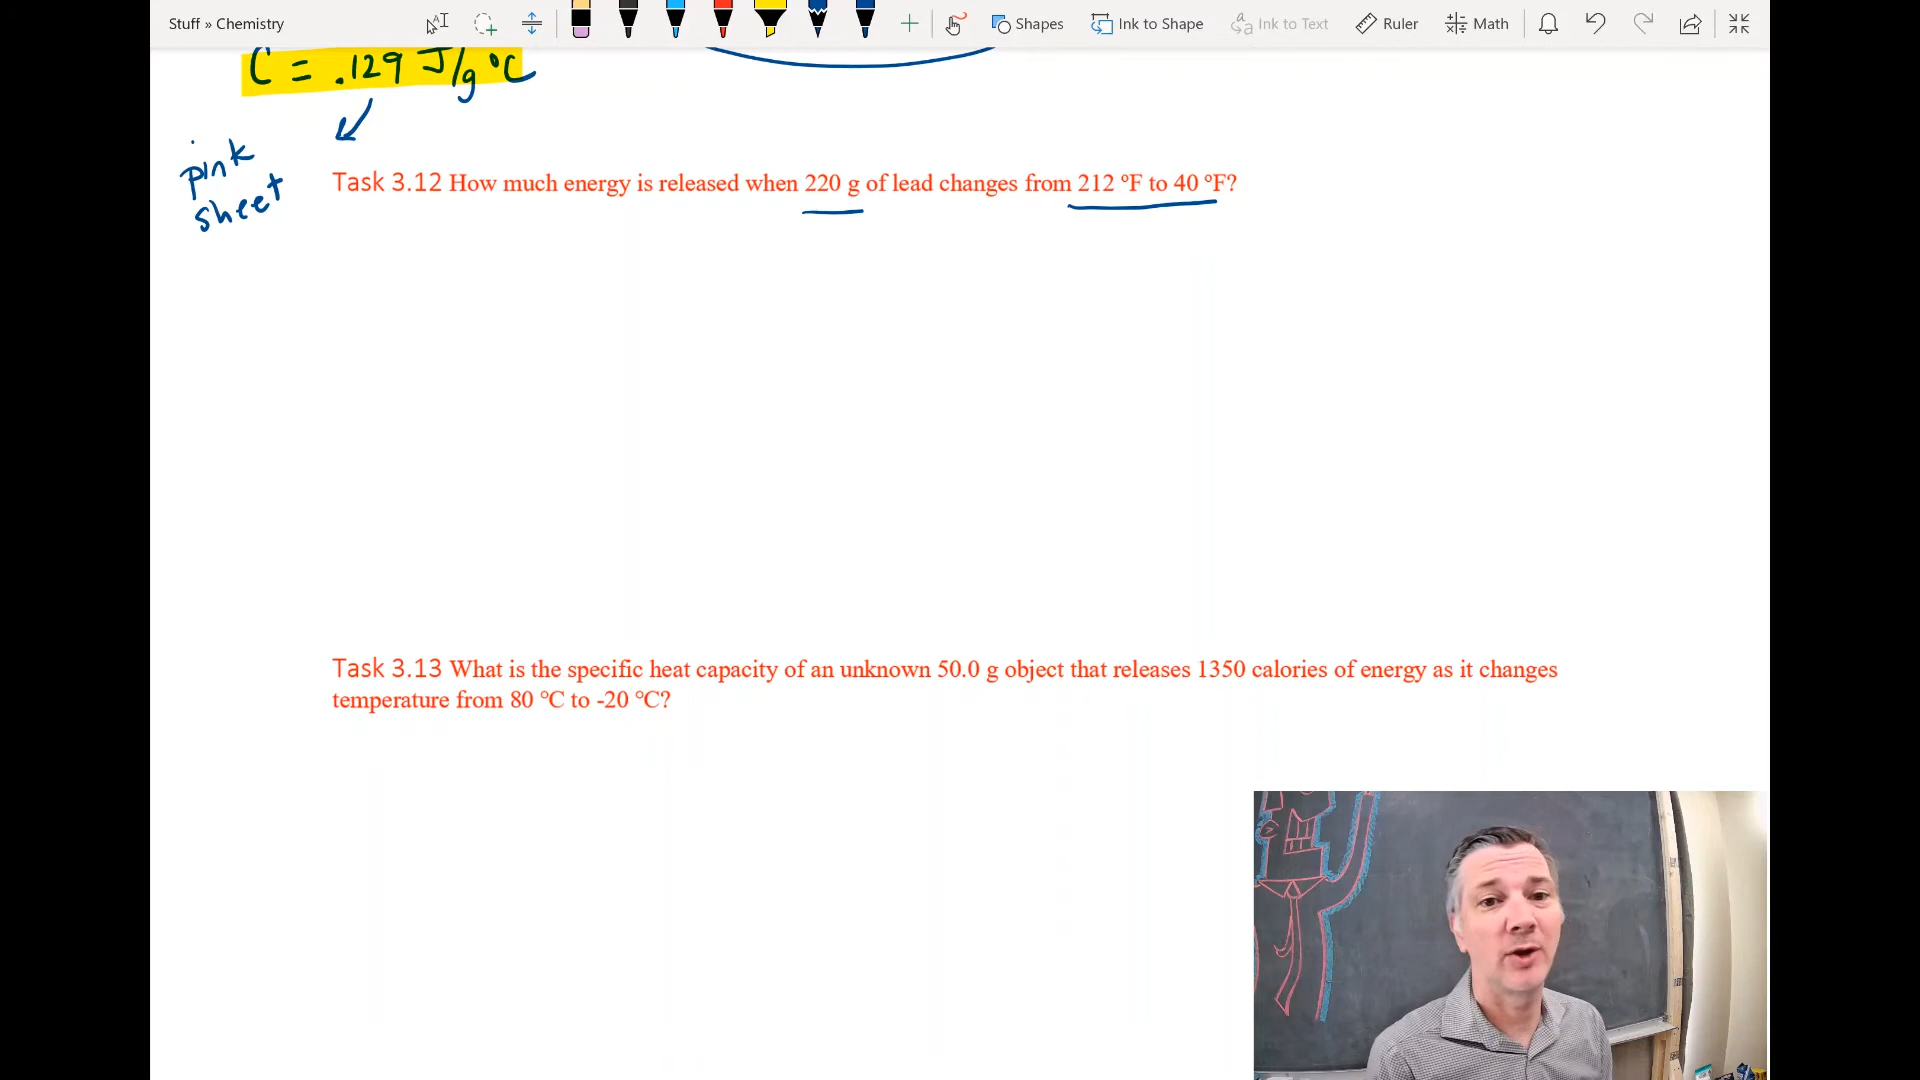 Stuff » Chemistry
Shapes
Ink to Shape
Ink to Text
Ruler
Math
C = .129 J/g °C
pink
sheet
Task 3.12 How much energy is released when 220 g of lead changes from 212 °F to 40 °F?
Task 3.13 What is the specific heat capacity of an unknown 50.0 g object that releases 1350 calories of energy as it changes
temperature from 80 °C to -20 °C?